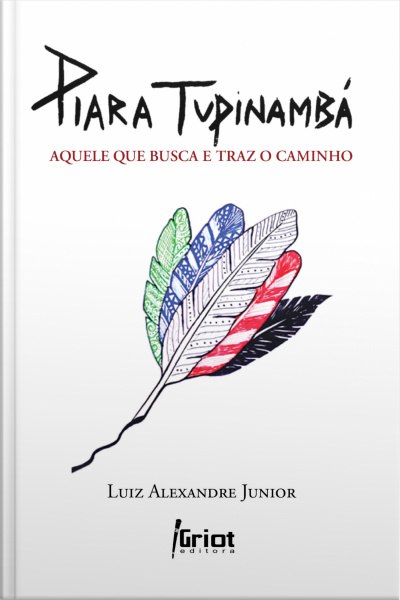 PIARA TUPINAMBÁ
AQUELE QUE BUSCA E TRAZ O CAMINHO
LUIZ ALEXANDRE JUNIOR
Griot
editora